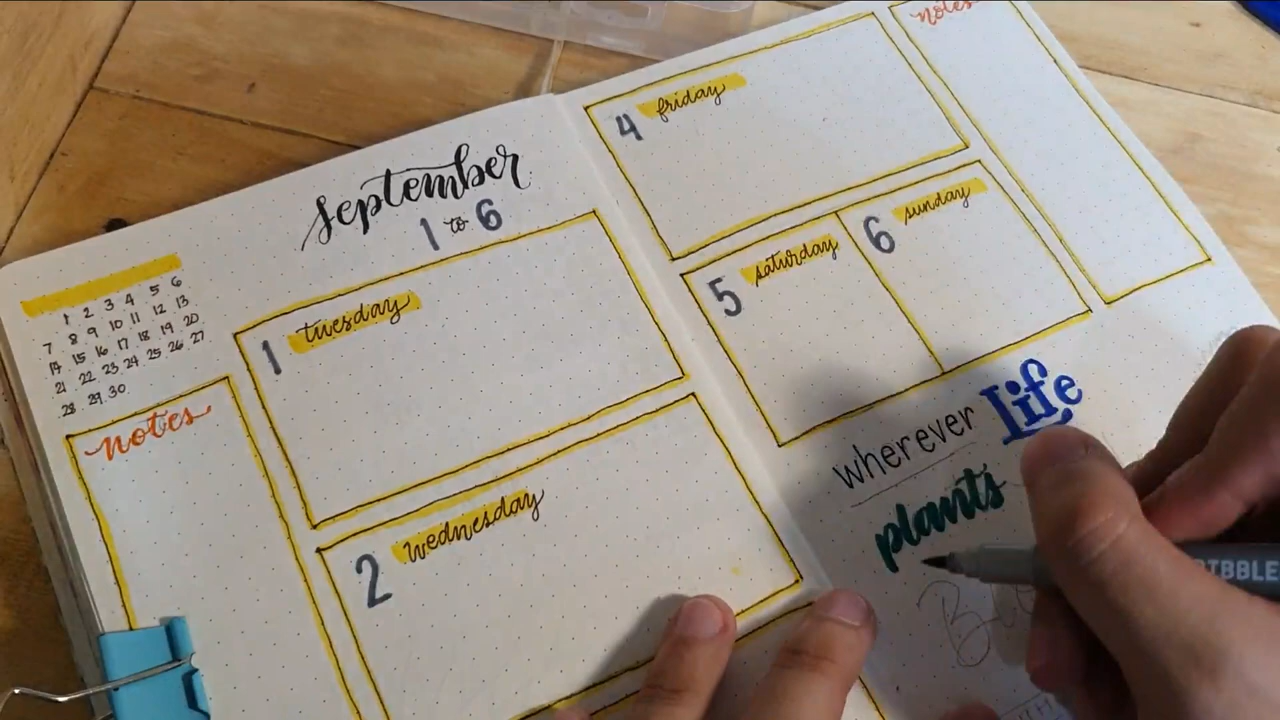 september
1 to 6
1 2 3 4 5 6
7 8 9 10 11 12 13
14 15 16 17 18 19 20
21 22 23 24 25 26 27
28 29 30
notes
1 tuesday
2 wednesday
4 friday
5 saturday
6 sunday
notes
wherever Life
plants